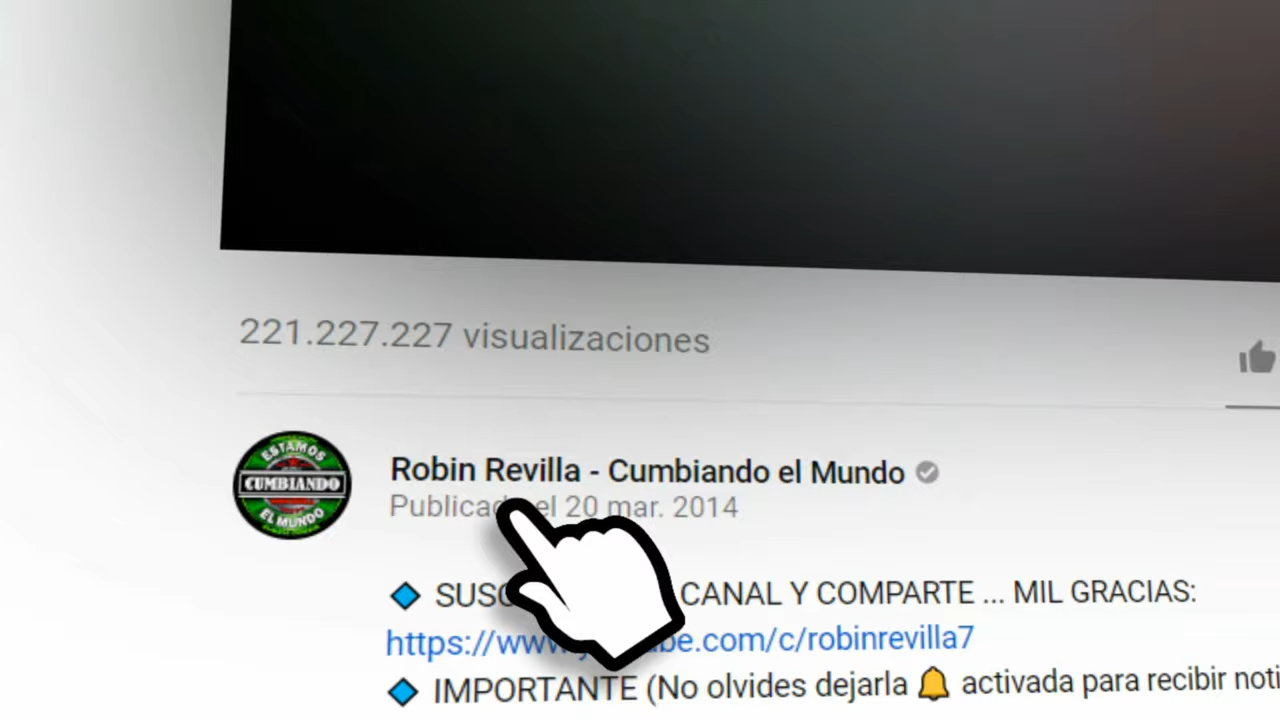 221.227.227 visualizaciones
ESTAMOS
CUMBIANDO
EL MUNDO
Robin Revilla - Cumbiando el Mundo
el 20 mar. 2014
CANAL Y COMPARTE ... MIL GRACIAS:
https://www.youtube.com/c/robinrevilla7
IMPORTANTE (No olvides dejarla 🔔 activada para recibir